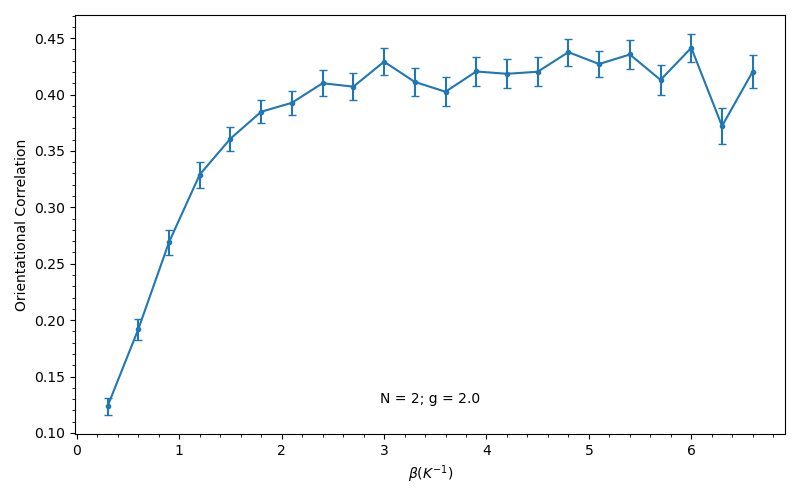 0.45
0.40
0.35
0.30
0.25
0.20
0.15
0.10
Orientational Correlation
N = 2; g = 2.0
0 1 2 3 4 5 6
β(K⁻¹)